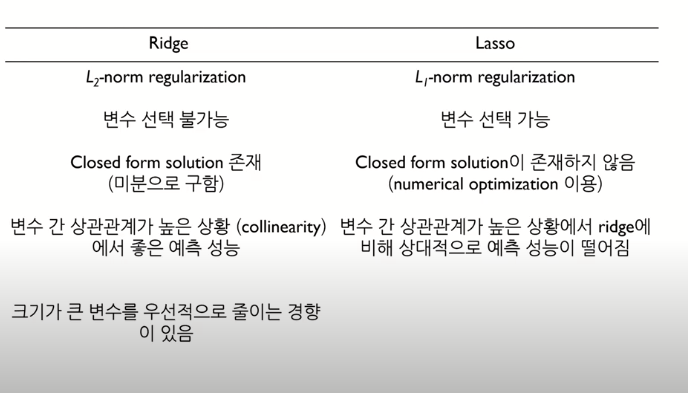 Ridge Lasso
L2-norm regularization L1-norm regularization
변수 선택 불가능 변수 선택 가능
Closed form solution 존재 Closed form solution이 존재하지 않음
(미분으로 구함) (numerical optimization 이용)
변수 간 상관관계가 높은 상황 (collinearity) 변수 간 상관관계가 높은 상황에서 ridge에
에서 좋은 예측 성능 비해 상대적으로 예측 성능이 떨어짐
크기가 큰 변수를 우선적으로 줄이는 경향
이 있음